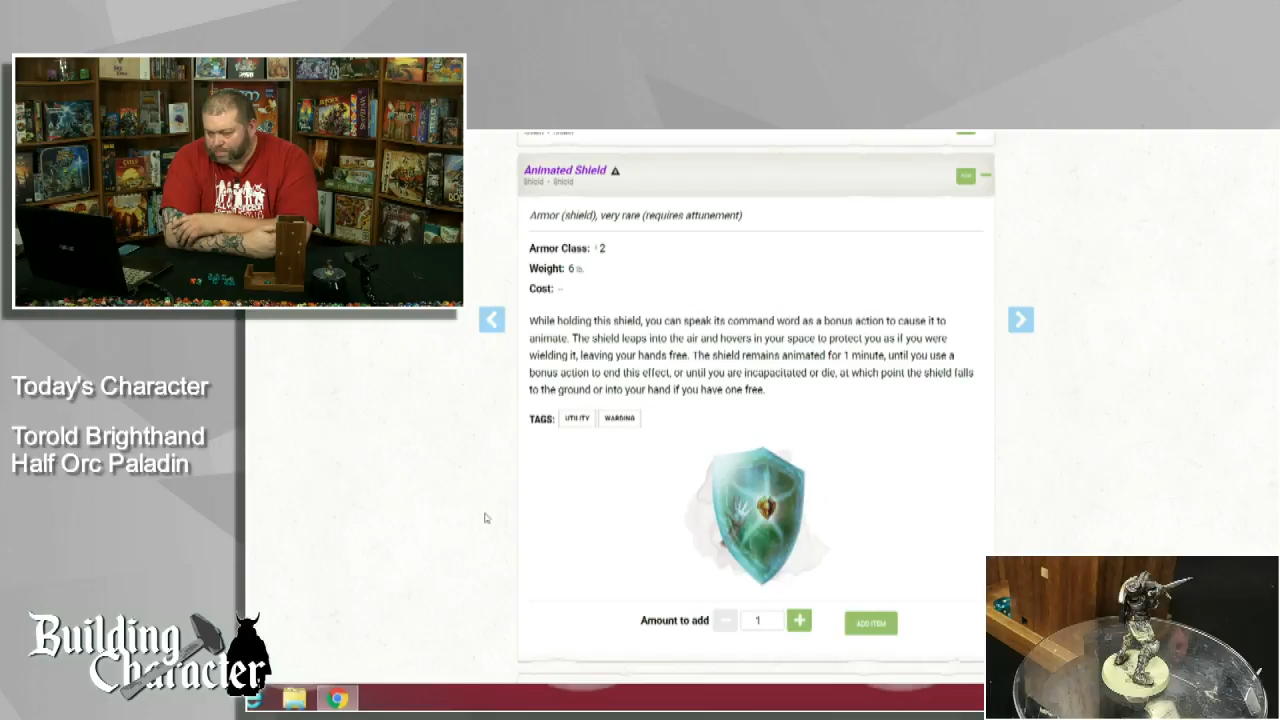 Animated Shield
Shield • Shield
Armor (shield), very rare (requires attunement)
Armor Class: +2
Weight: 6 lb.
Cost: --
While holding this shield, you can speak its command word as a bonus action to cause it to
animate. The shield leaps into the air and hovers in your space to protect you as if you were
wielding it, leaving your hands free. The shield remains animated for 1 minute, until you use a
bonus action to end this effect, or until you are incapacitated or die, at which point the shield falls
to the ground or into your hand if you have one free.
TAGS: UTILITY WARDING
Amount to add 1 ADD ITEM
Today's Character
Torold Brighthand
Half Orc Paladin
Building
Character